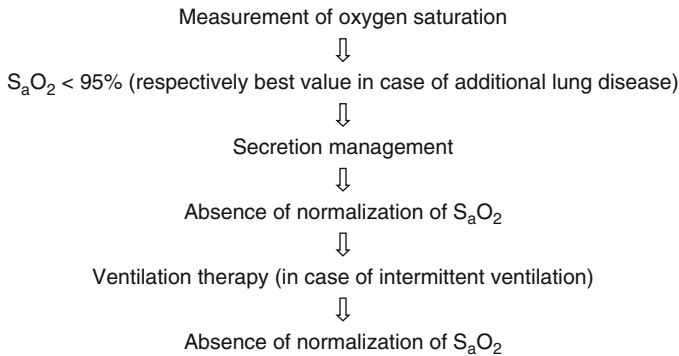 Measurement of oxygen saturation
⇩
SaO2 < 95% (respectively best value in case of additional lung disease)
⇩
Secretion management
⇩
Absence of normalization of SaO2
⇩
Ventilation therapy (in case of intermittent ventilation)
⇩
Absence of normalization of SaO2